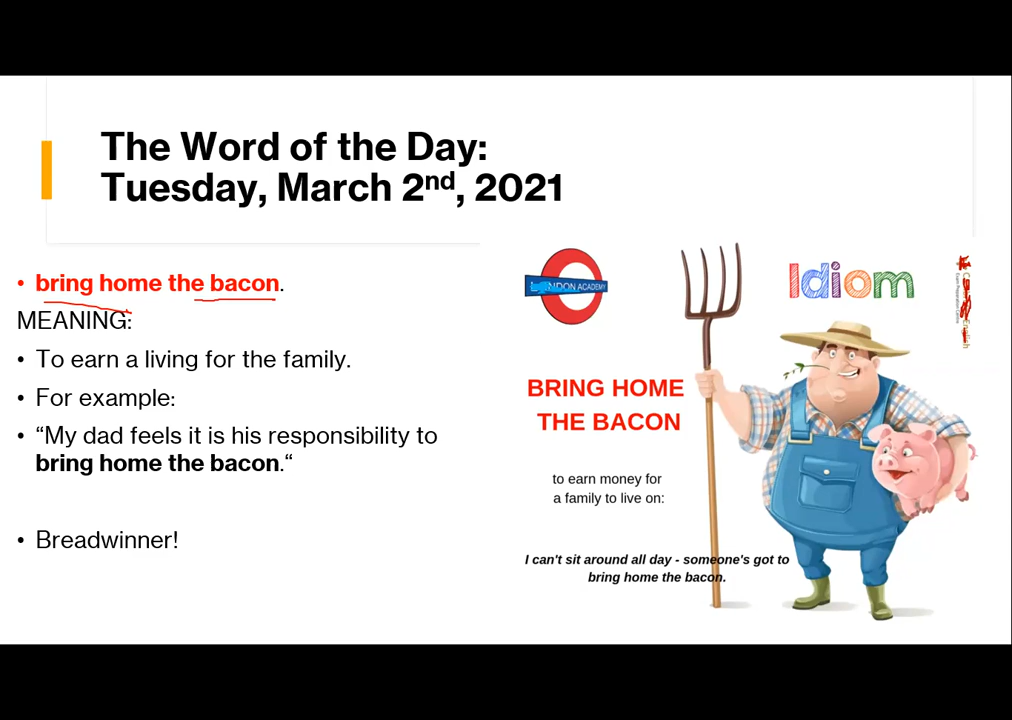 The Word of the Day:
Tuesday, March 2nd, 2021
• bring home the bacon.
MEANING:
• To earn a living for the family.
• For example:
• “My dad feels it is his responsibility to
bring home the bacon.“
• Breadwinner!
ACADEMY
Idiom
BRING HOME
THE BACON
to earn money for
a family to live on:
I can't sit around all day - someone's got to
bring home the bacon.